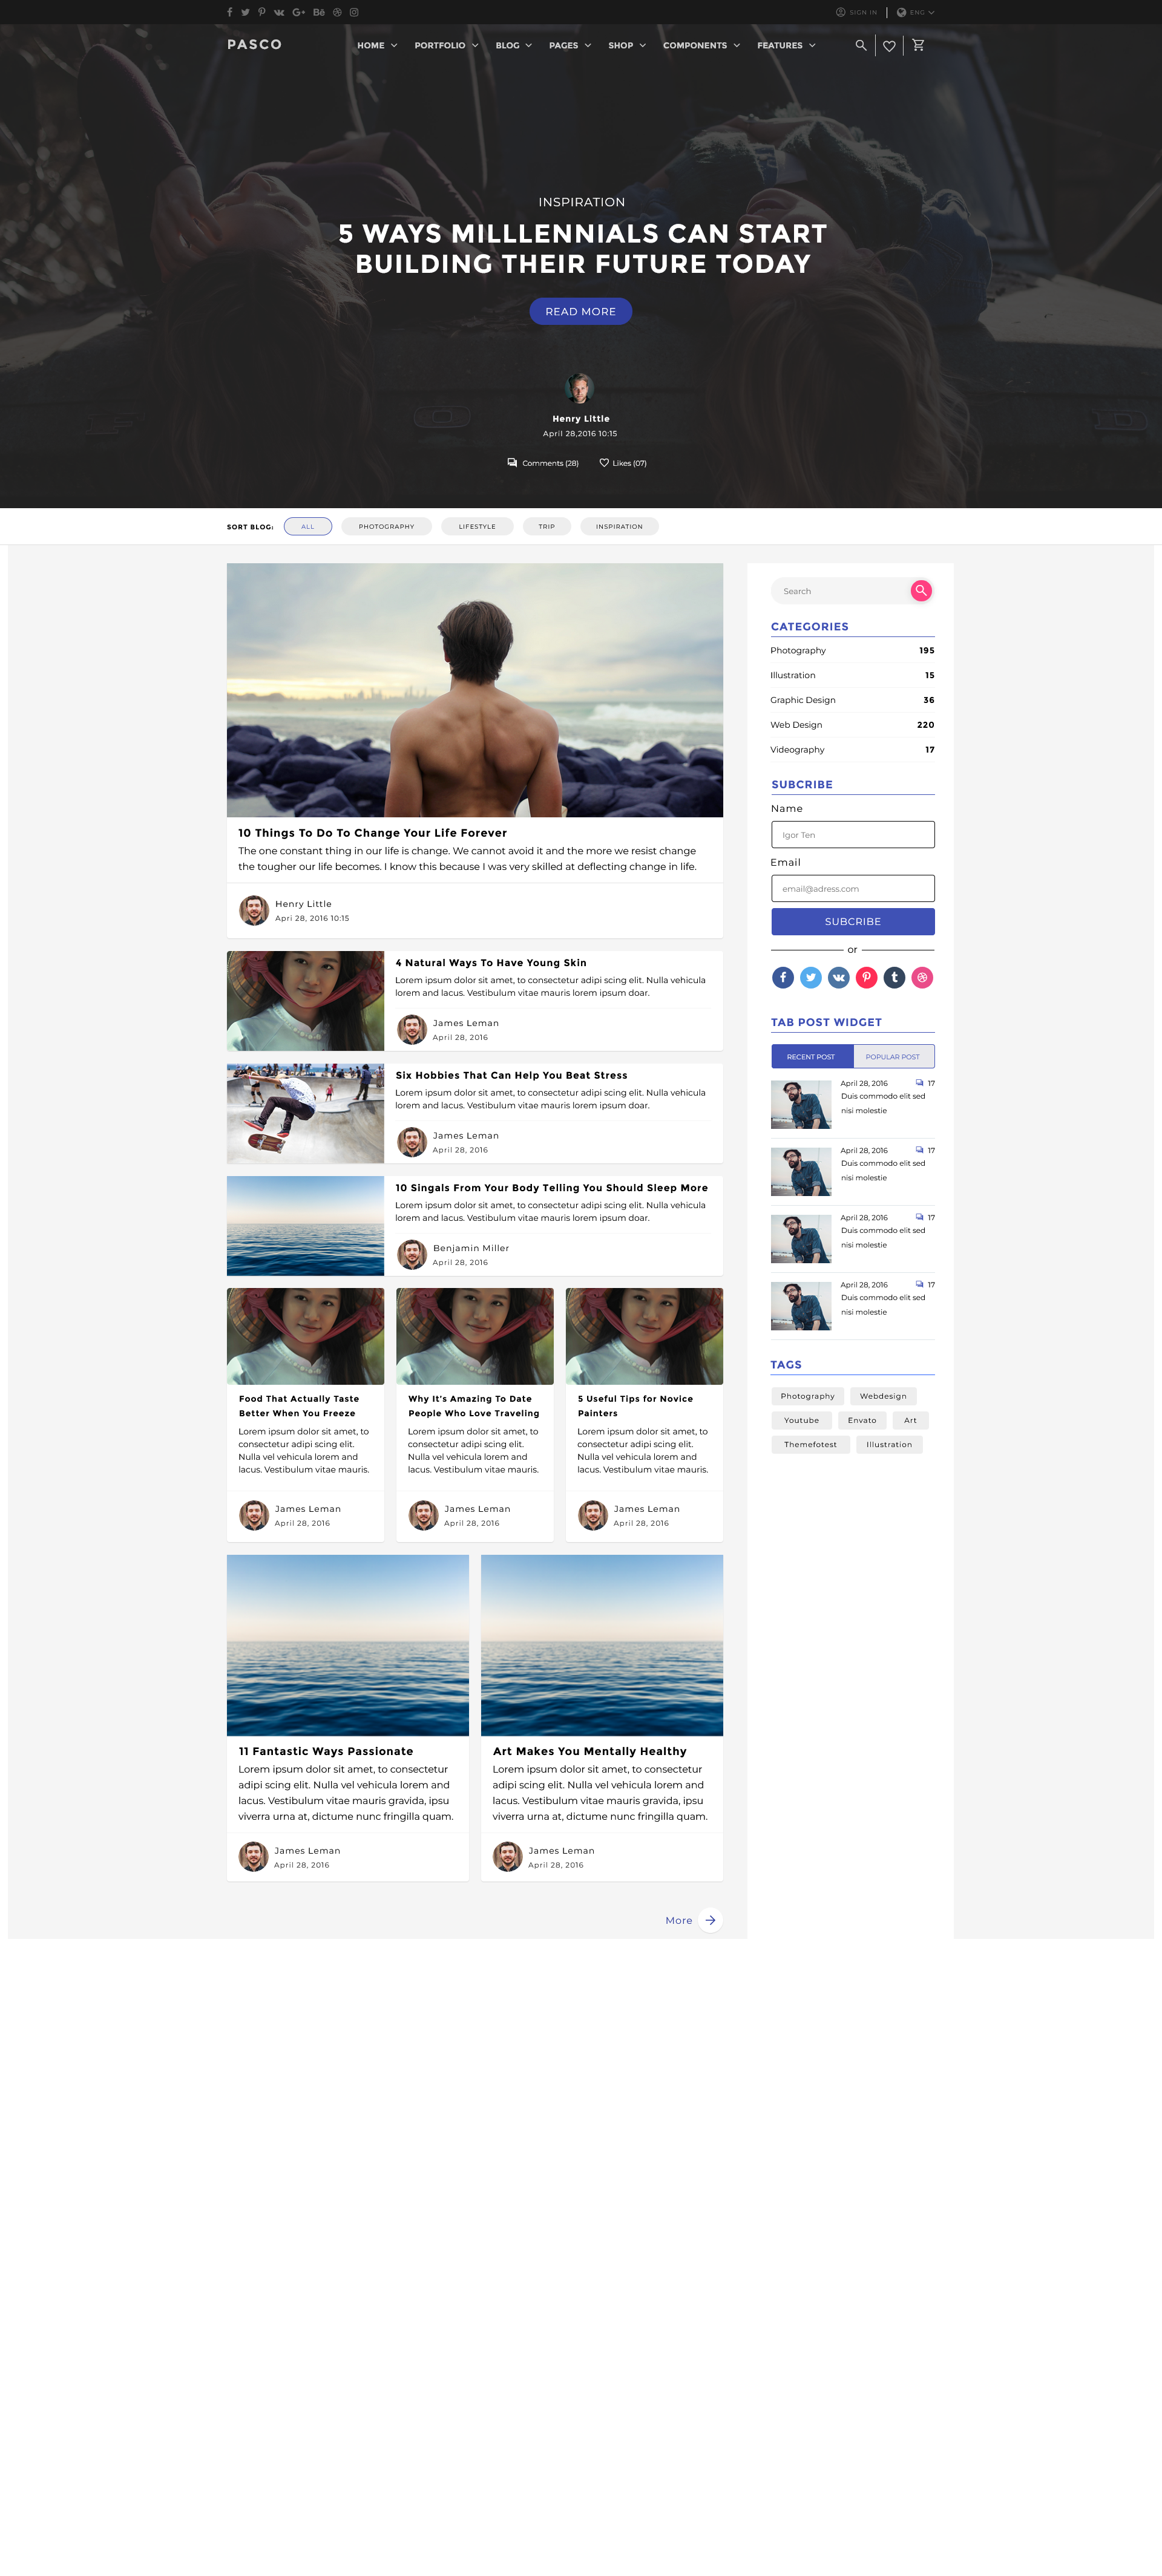 SIGN IN
ENG
PASCO
HOME
PORTFOLIO
BLOG
PAGES
SHOP
COMPONENTS
FEATURES
INSPIRATION
5 WAYS MILLLENNIALS CAN START
BUILDING THEIR FUTURE TODAY
READ MORE
Henry Little
April 28,2016 10:15
Comments (28)
Likes (07)
SORT BLOG:
ALL
PHOTOGRAPHY
LIFESTYLE
TRIP
INSPIRATION
10 Things To Do To Change Your Life Forever
The one constant thing in our life is change. We cannot avoid it and the more we resist change
the tougher our life becomes. I know this because I was very skilled at deflecting change in life.
Henry Little
Apri 28, 2016 10:15
4 Natural Ways To Have Young Skin
Lorem ipsum dolor sit amet, to consectetur adipi scing elit. Nulla vehicula
lorem and lacus. Vestibulum vitae mauris lorem ipsum doar.
James Leman
April 28, 2016
Six Hobbies That Can Help You Beat Stress
Lorem ipsum dolor sit amet, to consectetur adipi scing elit. Nulla vehicula
lorem and lacus. Vestibulum vitae mauris lorem ipsum doar.
James Leman
April 28, 2016
10 Singals From Your Body Telling You Should Sleep More
Lorem ipsum dolor sit amet, to consectetur adipi scing elit. Nulla vehicula
lorem and lacus. Vestibulum vitae mauris lorem ipsum doar.
Benjamin Miller
April 28, 2016
Food That Actually Taste
Better When You Freeze
Lorem ipsum dolor sit amet, to
consectetur adipi scing elit.
Nulla vel vehicula lorem and
lacus. Vestibulum vitae mauris.
James Leman
April 28, 2016
Why It's Amazing To Date
People Who Love Traveling
Lorem ipsum dolor sit amet, to
consectetur adipi scing elit.
Nulla vel vehicula lorem and
lacus. Vestibulum vitae mauris.
James Leman
April 28, 2016
5 Useful Tips for Novice
Painters
Lorem ipsum dolor sit amet, to
consectetur adipi scing elit.
Nulla vel vehicula lorem and
lacus. Vestibulum vitae mauris.
James Leman
April 28, 2016
11 Fantastic Ways Passionate
Lorem ipsum dolor sit amet, to consectetur
adipi scing elit. Nulla vel vehicula lorem and
lacus. Vestibulum vitae mauris gravida, ipsu
viverra urna at, dictume nunc fringilla quam.
James Leman
April 28, 2016
Art Makes You Mentally Healthy
Lorem ipsum dolor sit amet, to consectetur
adipi scing elit. Nulla vel vehicula lorem and
lacus. Vestibulum vitae mauris gravida, ipsu
viverra urna at, dictume nunc fringilla quam.
James Leman
April 28, 2016
More
Search
CATEGORIES
Photography 195
Illustration 15
Graphic Design 36
Web Design 220
Videography 17
SUBCRIBE
Name
Igor Ten
Email
email@adress.com
SUBCRIBE
or
TAB POST WIDGET
RECENT POST
POPULAR POST
April 28, 2016 17
Duis commodo elit sed
nisi molestie
April 28, 2016 17
Duis commodo elit sed
nisi molestie
April 28, 2016 17
Duis commodo elit sed
nisi molestie
April 28, 2016 17
Duis commodo elit sed
nisi molestie
TAGS
Photography
Webdesign
Youtube
Envato
Art
Themefotest
Illustration